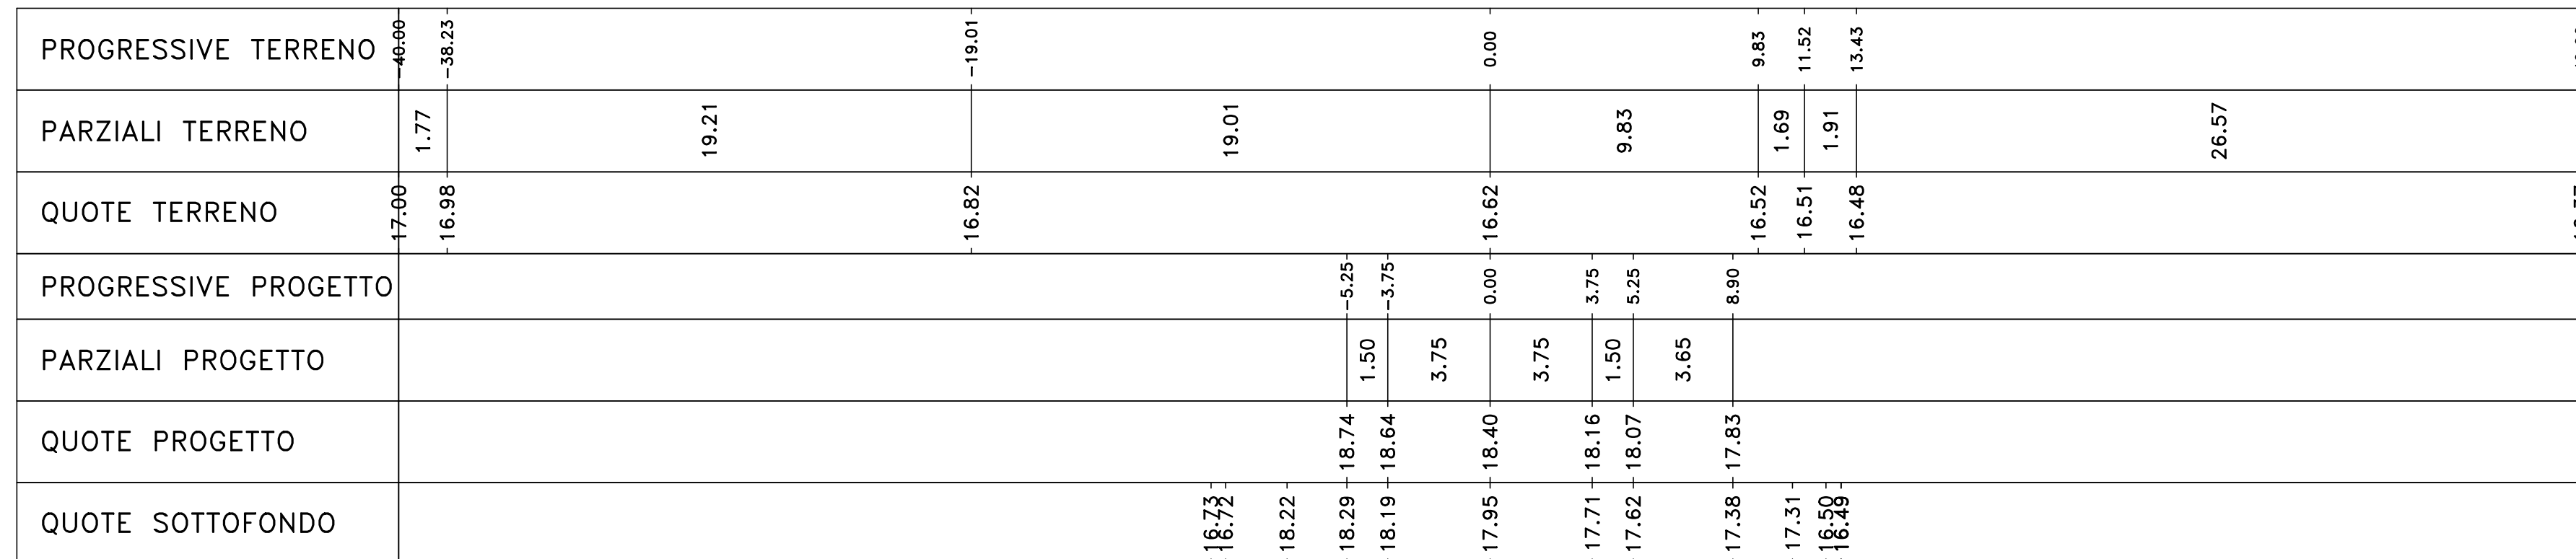 PROGRESSIVE TERRENO -40.00 -38.23 -19.01 0.00 9.83 11.52 13.43
PARZIALI TERRENO 1.77 19.21 19.01 9.83 1.69 1.91 26.57
QUOTE TERRENO 17.00 16.98 16.82 16.62 16.52 16.51 16.48
PROGRESSIVE PROGETTO -5.25 -3.75 0.00 3.75 5.25 8.90
PARZIALI PROGETTO 1.50 3.75 3.75 1.50 3.65
QUOTE PROGETTO 18.74 18.64 18.40 18.16 18.07 17.83
QUOTE SOTTOFONDO 16.73 16.72 18.22 18.29 18.19 17.95 17.71 17.62 17.38 17.31 16.50 16.49